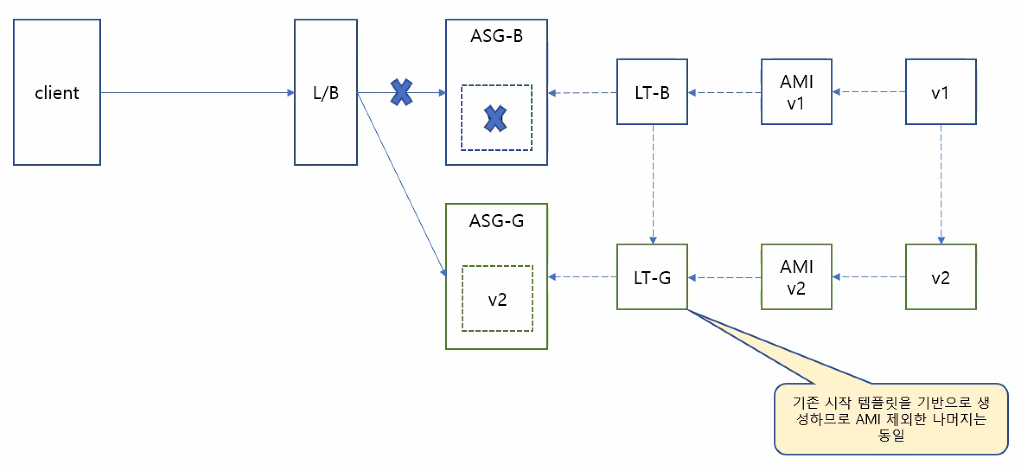 client
L/B
ASG-B
LT-B
AMI
v1
v1
ASG-G
v2
LT-G
AMI
v2
v2
기존 시작 템플릿을 기반으로 생
성하므로 AMI 제외한 나머지는
동일